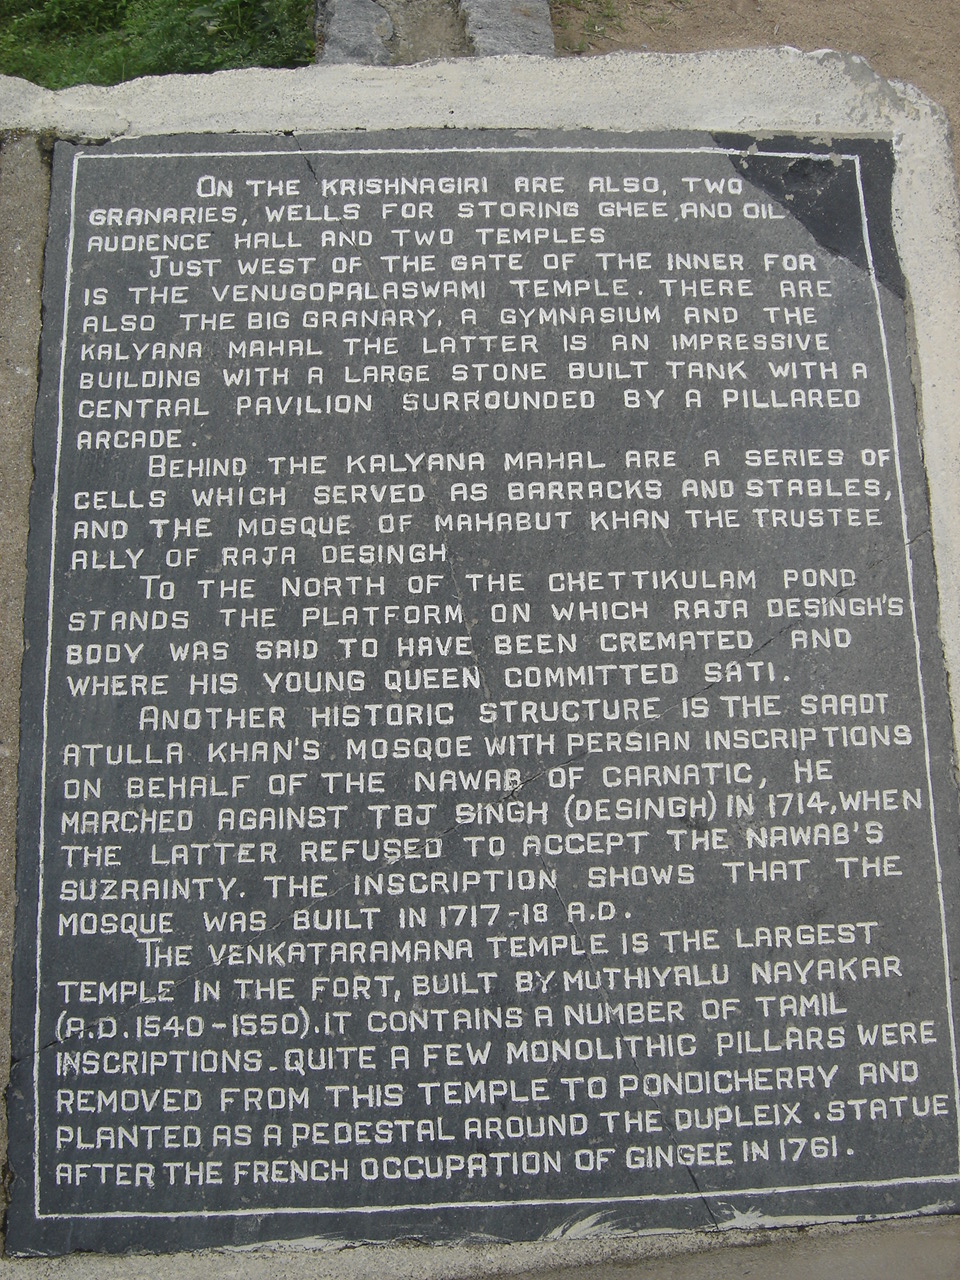 ON THE KRISHNAGIRI ARE ALSO, TWO
GRANARIES, WELLS FOR STORING GHEE AND OIL
AUDIENCE HALL AND TWO TEMPLES
JUST WEST OF THE GATE OF THE INNER FOR
IS THE VENUGOPALASWAMI TEMPLE. THERE ARE
ALSO THE BIG GRANARY, A GYMNASIUM AND THE
KALYANA MAHAL THE LATTER IS AN IMPRESSIVE
BUILDING WITH A LARGE STONE BUILT TANK WITH A
CENTRAL PAVILION SURROUNDED BY A PILLARED
ARCADE.
BEHIND THE KALYANA MAHAL ARE A SERIES OF
CELLS WHICH SERVED AS BARRACKS AND STABLES,
AND THE MOSQUE OF MAHABUT KHAN THE TRUSTEE
ALLY OF RAJA DESINGH
TO THE NORTH OF THE CHETTIKULAM POND
STANDS THE PLATFORM ON WHICH RAJA DESINGH'S
BODY WAS SAID TO HAVE BEEN CREMATED AND
WHERE HIS YOUNG QUEEN COMMITTED SATI.
ANOTHER HISTORIC STRUCTURE IS THE SAADT
ATULLA KHAN'S MOSQE WITH PERSIAN INSCRIPTIONS
ON BEHALF OF THE NAWAB OF CARNATIC, HE
MARCHED AGAINST TBJ SINGH (DESINGH) IN 1714, WHEN
THE LATTER REFUSED TO ACCEPT THE NAWAB'S
SUZRAINTY. THE INSCRIPTION SHOWS THAT THE
MOSQUE WAS BUILT IN 1717-18 A.D.
THE VENKATARAMANA TEMPLE IS THE LARGEST
TEMPLE IN THE FORT, BUILT BY MUTHIYALU NAYAKAR
(A.D. 1540-1550). IT CONTAINS A NUMBER OF TAMIL
INSCRIPTIONS. QUITE A FEW MONOLITHIC PILLARS WERE
REMOVED FROM THIS TEMPLE TO PONDICHERRY AND
PLANTED AS A PEDESTAL AROUND THE DUPLEIX . STATUE
AFTER THE FRENCH OCCUPATION OF GINGEE IN 1761.